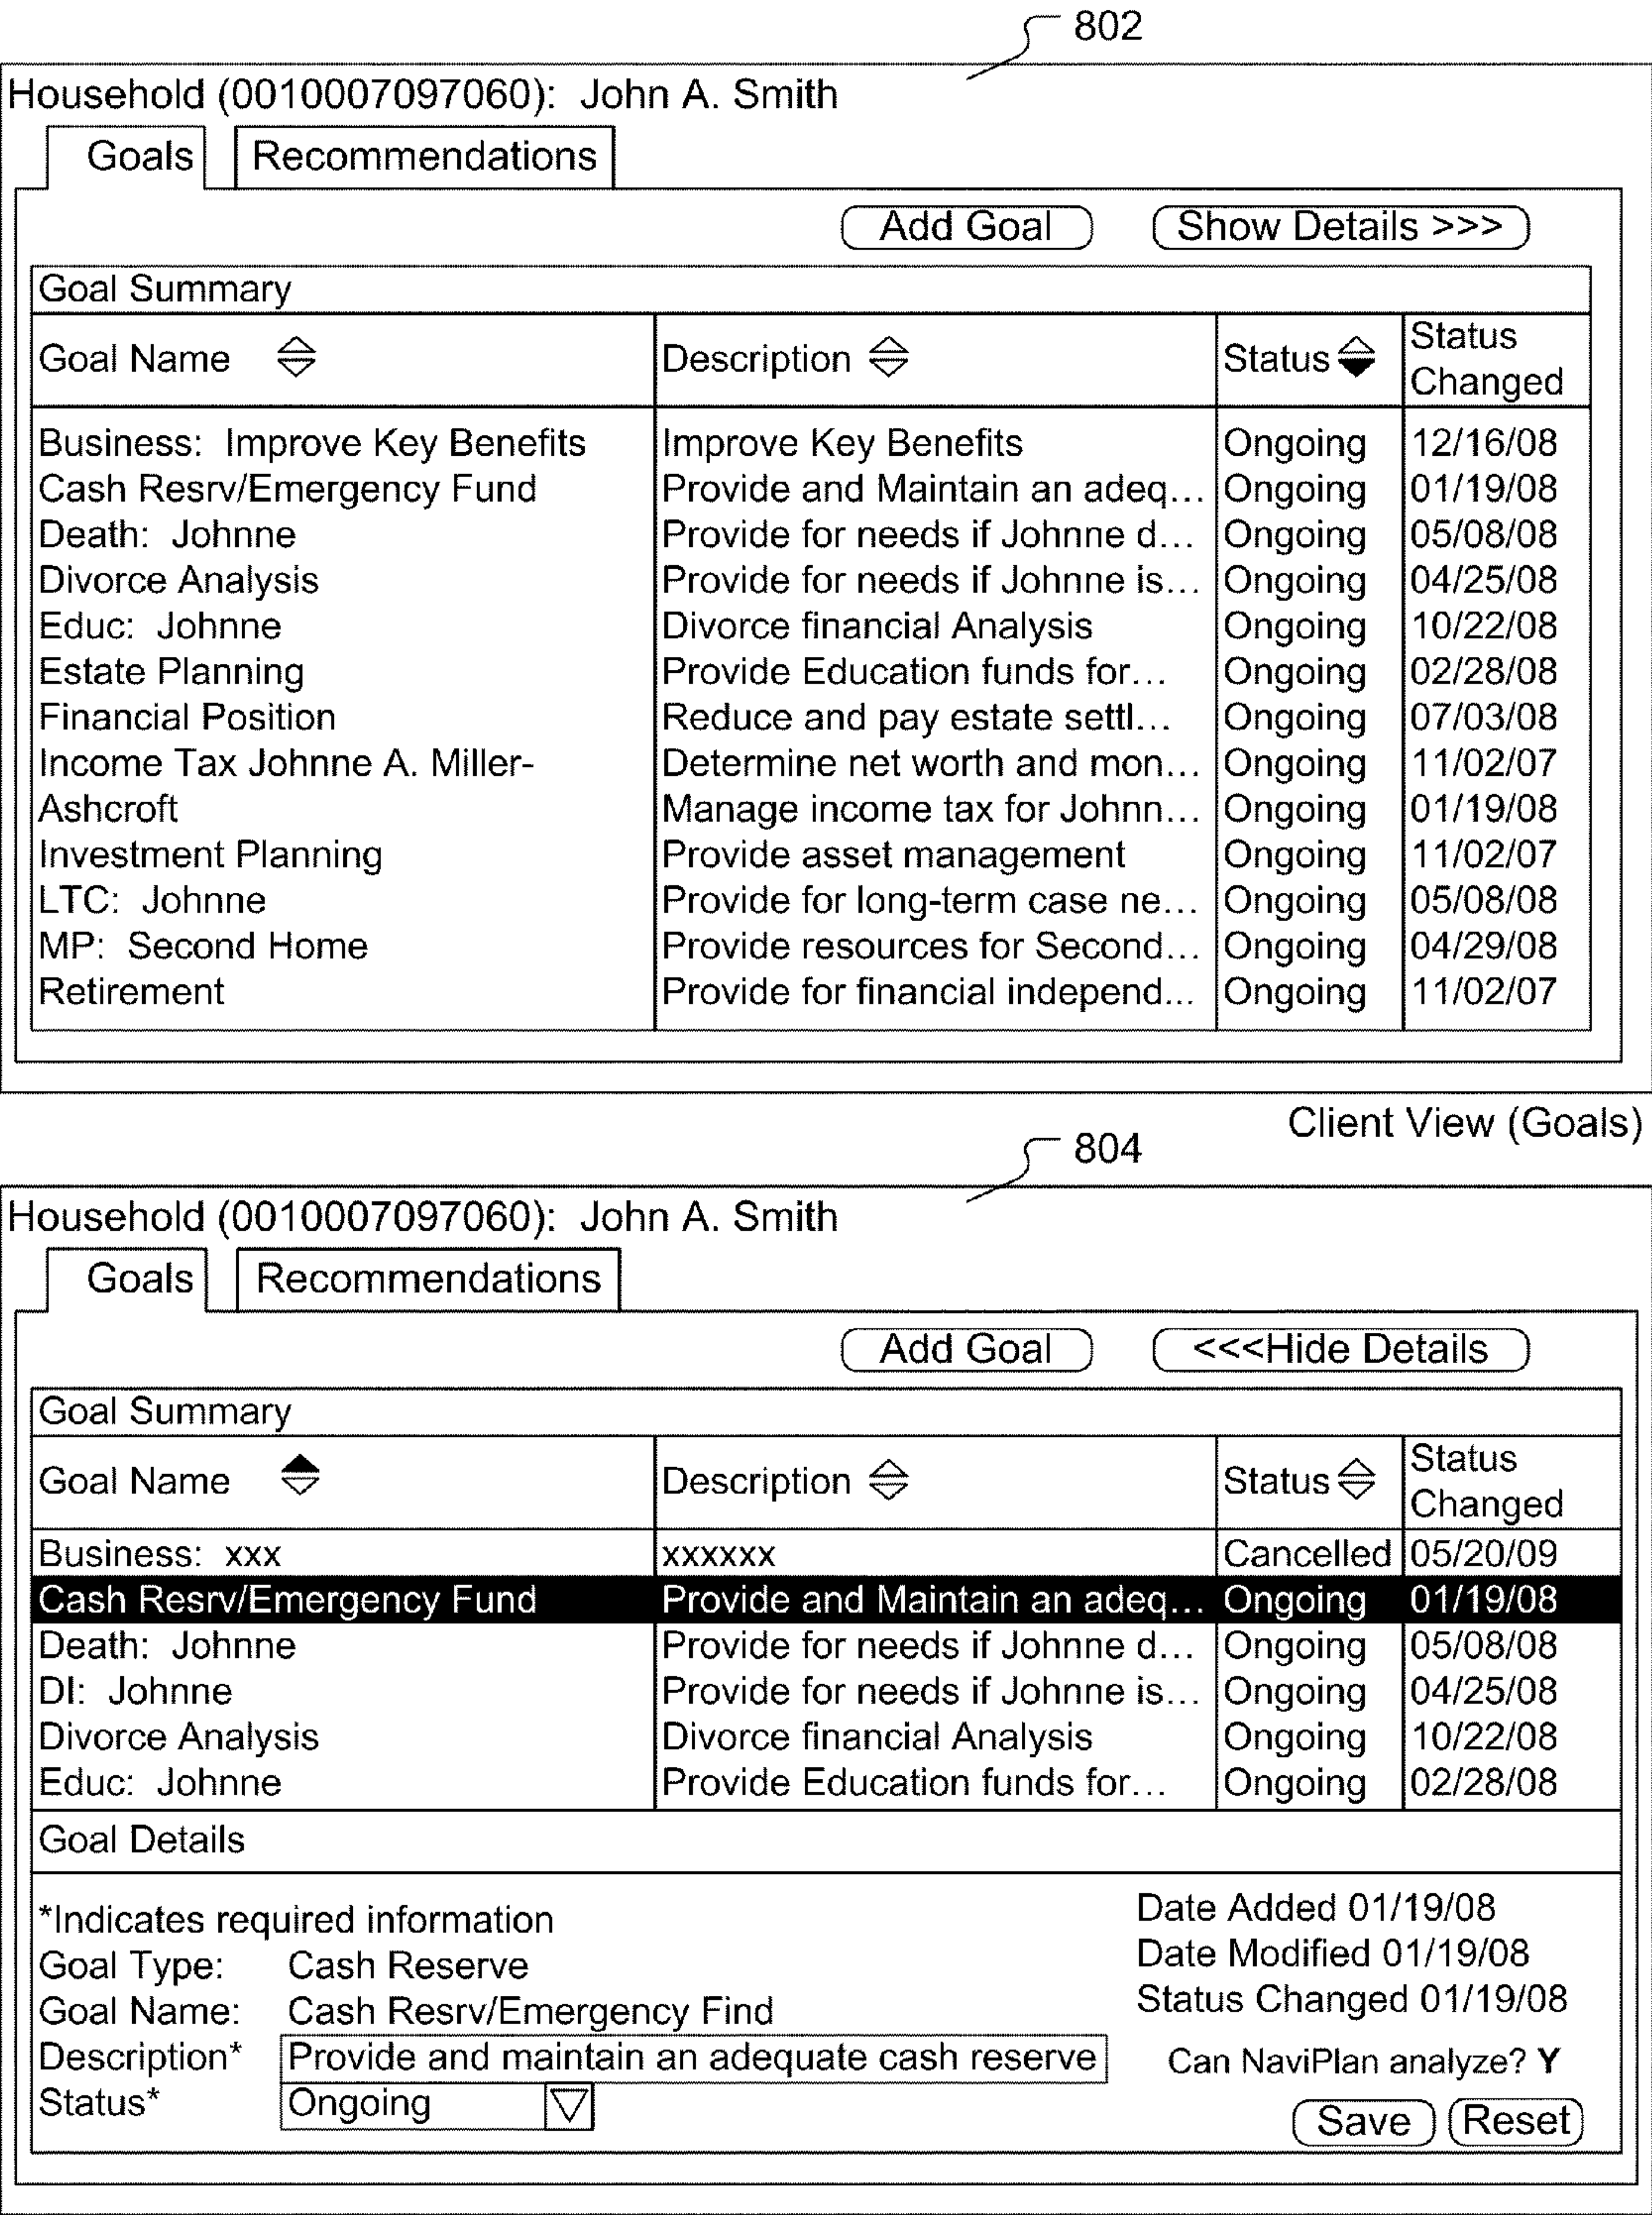 802
Household (0010007097060): John A. Smith
Goals Recommendations
Add Goal Show Details >>>
Goal Summary
Goal Name Description Status Status Changed
Business: Improve Key Benefits Improve Key Benefits Ongoing 12/16/08
Cash Resrv/Emergency Fund Provide and Maintain an adeq... Ongoing 01/19/08
Death: Johnne Provide for needs if Johnne d... Ongoing 05/08/08
Divorce Analysis Provide for needs if Johnne is... Ongoing 04/25/08
Educ: Johnne Divorce financial Analysis Ongoing 10/22/08
Estate Planning Provide Education funds for... Ongoing 02/28/08
Financial Position Reduce and pay estate settl... Ongoing 07/03/08
Income Tax Johnne A. Miller- Determine net worth and mon... Ongoing 11/02/07
Ashcroft Manage income tax for Johnn... Ongoing 01/19/08
Investment Planning Provide asset management Ongoing 11/02/07
LTC: Johnne Provide for long-term case ne... Ongoing 05/08/08
MP: Second Home Provide resources for Second... Ongoing 04/29/08
Retirement Provide for financial independ... Ongoing 11/02/07
Client View (Goals)
804
Household (0010007097060): John A. Smith
Goals Recommendations
Add Goal <<<Hide Details
Goal Summary
Goal Name Description Status Status Changed
Business: xxx xxxxxx Cancelled 05/20/09
Cash Resrv/Emergency Fund Provide and Maintain an adeq... Ongoing 01/19/08
Death: Johnne Provide for needs if Johnne d... Ongoing 05/08/08
DI: Johnne Provide for needs if Johnne is... Ongoing 04/25/08
Divorce Analysis Divorce financial Analysis Ongoing 10/22/08
Educ: Johnne Provide Education funds for... Ongoing 02/28/08
Goal Details
*Indicates required information
Goal Type: Cash Reserve
Goal Name: Cash Resrv/Emergency Find
Description* Provide and maintain an adequate cash reserve
Status* Ongoing
Date Added 01/19/08
Date Modified 01/19/08
Status Changed 01/19/08
Can NaviPlan analyze? Y
Save Reset